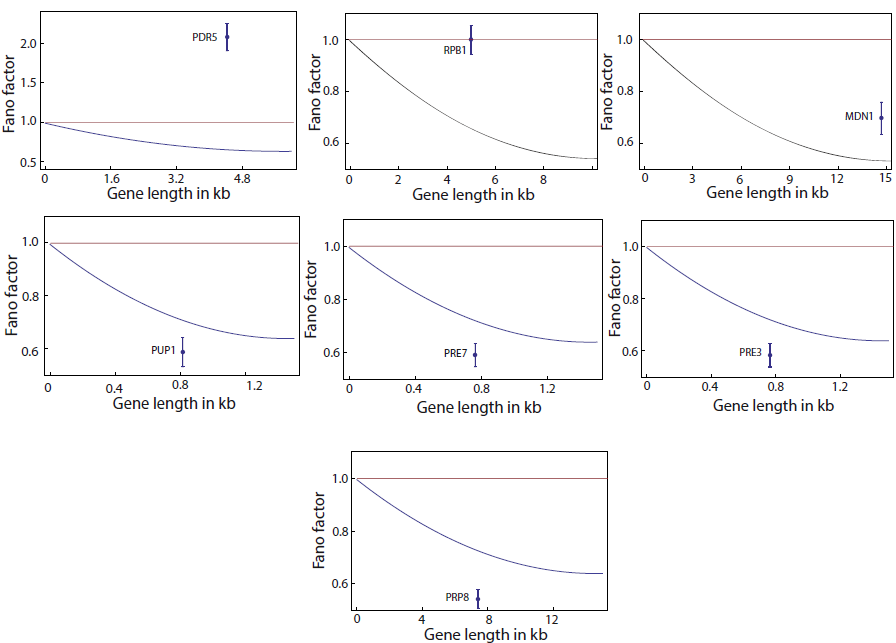 Fano factor
2.0
1.5
1.0
0.5
PDR5
0 1.6 3.2 4.8
Gene length in kb
Fano factor
1.0
0.8
0.6
RPB1
0 2 4 6 8
Gene length in kb
Fano factor
1.0
0.8
0.6
MDN1
0 3 6 9 12 15
Gene length in kb
Fano factor
1.0
0.8
0.6
PUP1
0 0.4 0.8 1.2
Gene length in kb
Fano factor
1.0
0.8
0.6
PRE7
0 0.4 0.8 1.2
Gene length in kb
Fano factor
1.0
0.8
0.6
PRE3
0 0.4 0.8 1.2
Gene length in kb
Fano factor
1.0
0.8
0.6
PRP8
0 4 8 12
Gene length in kb